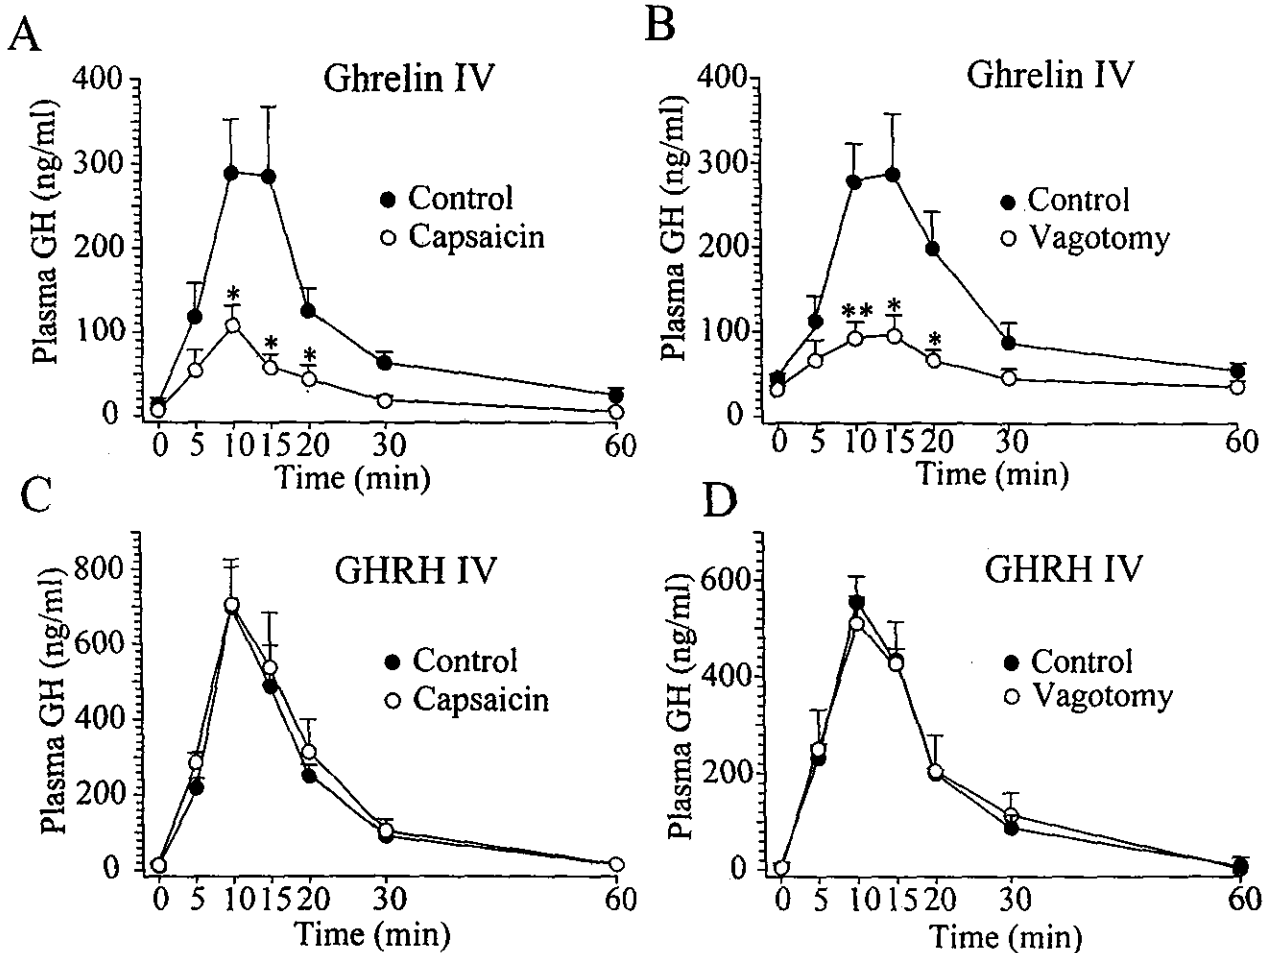 A
Ghrelin IV
Plasma GH (ng/ml)
400
300
200
100
0
Control
Capsaicin
*
*
*
0 5 10 15 20 30 60
Time (min)
B
Ghrelin IV
Plasma GH (ng/ml)
400
300
200
100
0
Control
Vagotomy
**
*
*
0 5 10 15 20 30 60
Time (min)
C
GHRH IV
Plasma GH (ng/ml)
800
600
400
200
0
Control
Capsaicin
0 5 10 15 20 30 60
Time (min)
D
GHRH IV
Plasma GH (ng/ml)
600
400
200
0
Control
Vagotomy
0 5 10 15 20 30 60
Time (min)